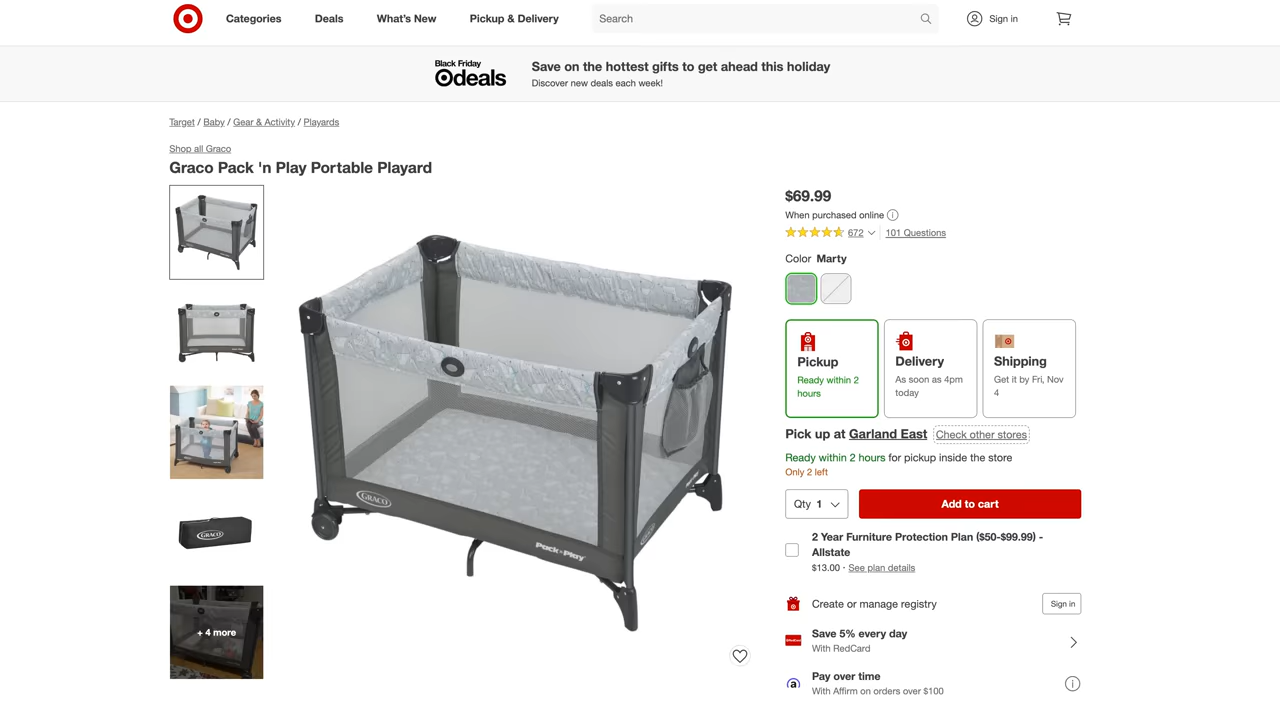 Categories
Deals
What's New
Pickup & Delivery
Search
Sign in
Black Friday
deals
Save on the hottest gifts to get ahead this holiday
Discover new deals each week!
Target / Baby / Gear & Activity / Playards
Shop all Graco
Graco Pack 'n Play Portable Playard
GRACO
Pack 'n Play
GRACO
+ 4 more
$69.99
When purchased online
672
101 Questions
Color Marty
Pickup
Ready within 2
hours
Delivery
As soon as 4pm
today
Shipping
Get it by Fri, Nov
4
Pick up at Garland East Check other stores
Ready within 2 hours for pickup inside the store
Only 2 left
Qty 1
Add to cart
2 Year Furniture Protection Plan ($50-$99.99) -
Allstate
$13.00 · See plan details
Create or manage registry
Sign in
Save 5% every day
With RedCard
Pay over time
With Affirm on orders over $100